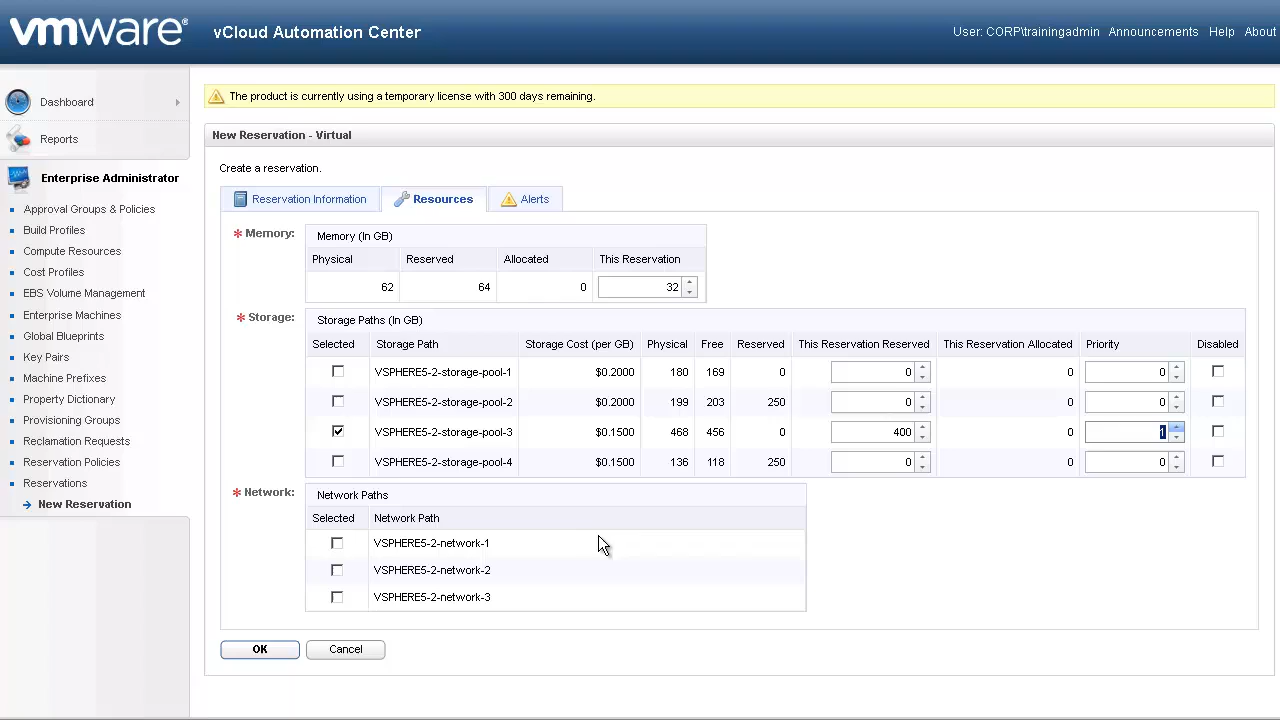 vmware® vCloud Automation Center
User: CORP\trainingadmin Announcements Help About
Dashboard
Reports
Enterprise Administrator
Approval Groups & Policies
Build Profiles
Compute Resources
Cost Profiles
EBS Volume Management
Enterprise Machines
Global Blueprints
Key Pairs
Machine Prefixes
Property Dictionary
Provisioning Groups
Reclamation Requests
Reservation Policies
Reservations
New Reservation
The product is currently using a temporary license with 300 days remaining.
New Reservation - Virtual
Create a reservation.
Reservation Information Resources Alerts
* Memory: Memory (In GB)
Physical Reserved Allocated This Reservation
62 64 0 32
* Storage: Storage Paths (In GB)
Selected Storage Path Storage Cost (per GB) Physical Free Reserved This Reservation Reserved This Reservation Allocated Priority Disabled
VSPHERE5-2-storage-pool-1 $0.2000 180 169 0 0 0 0
VSPHERE5-2-storage-pool-2 $0.2000 199 203 250 0 0 0
VSPHERE5-2-storage-pool-3 $0.1500 468 456 0 400 0 1
VSPHERE5-2-storage-pool-4 $0.1500 136 118 250 0 0 0
* Network: Network Paths
Selected Network Path
VSPHERE5-2-network-1
VSPHERE5-2-network-2
VSPHERE5-2-network-3
OK Cancel